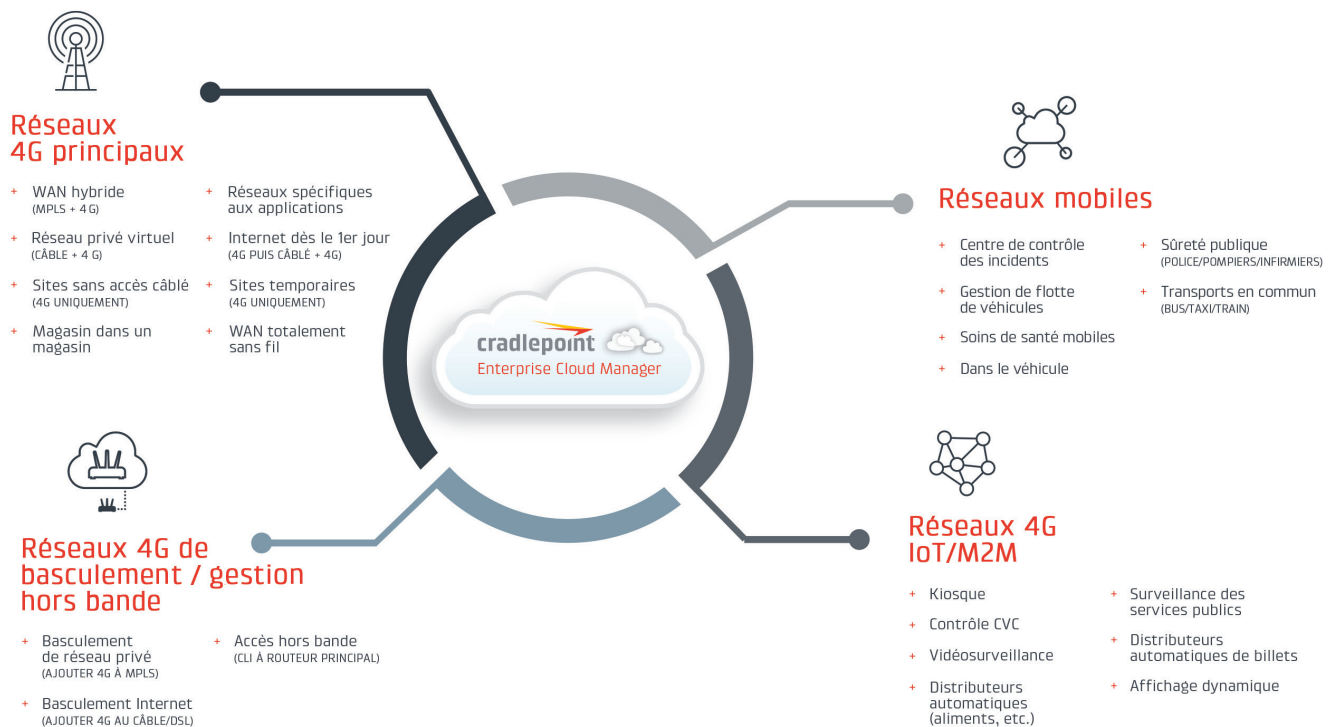 Réseaux
4G principaux
+ WAN hybride
(MPLS + 4 G)
+ Réseau privé virtuel
(CÂBLE + 4 G)
+ Sites sans accès câblé
(4G UNIQUEMENT)
+ Magasin dans un
magasin
+ Réseaux spécifiques
aux applications
+ Internet dès le 1er jour
(4G PUIS CÂBLÉ + 4G)
+ Sites temporaires
(4G UNIQUEMENT)
+ WAN totalement
sans fil
cradlepoint
Enterprise Cloud Manager
Réseaux mobiles
+ Centre de contrôle
des incidents
+ Gestion de flotte
de véhicules
+ Soins de santé mobiles
+ Dans le véhicule
+ Sûreté publique
(POLICE/POMPIERS/INFIRMIERS)
+ Transports en commun
(BUS/TAXI/TRAIN)
Réseaux 4G de
basculement / gestion
hors bande
+ Basculement
de réseau privé
(AJOUTER 4G À MPLS)
+ Basculement Internet
(AJOUTER 4G AU CÂBLE/DSL)
+ Accès hors bande
(CLI À ROUTEUR PRINCIPAL)
Réseaux 4G
IoT/M2M
+ Kiosque
+ Contrôle CVC
+ Vidéosurveillance
+ Distributeurs
automatiques
(aliments, etc.)
+ Surveillance des
services publics
+ Distributeurs
automatiques de billets
+ Affichage dynamique